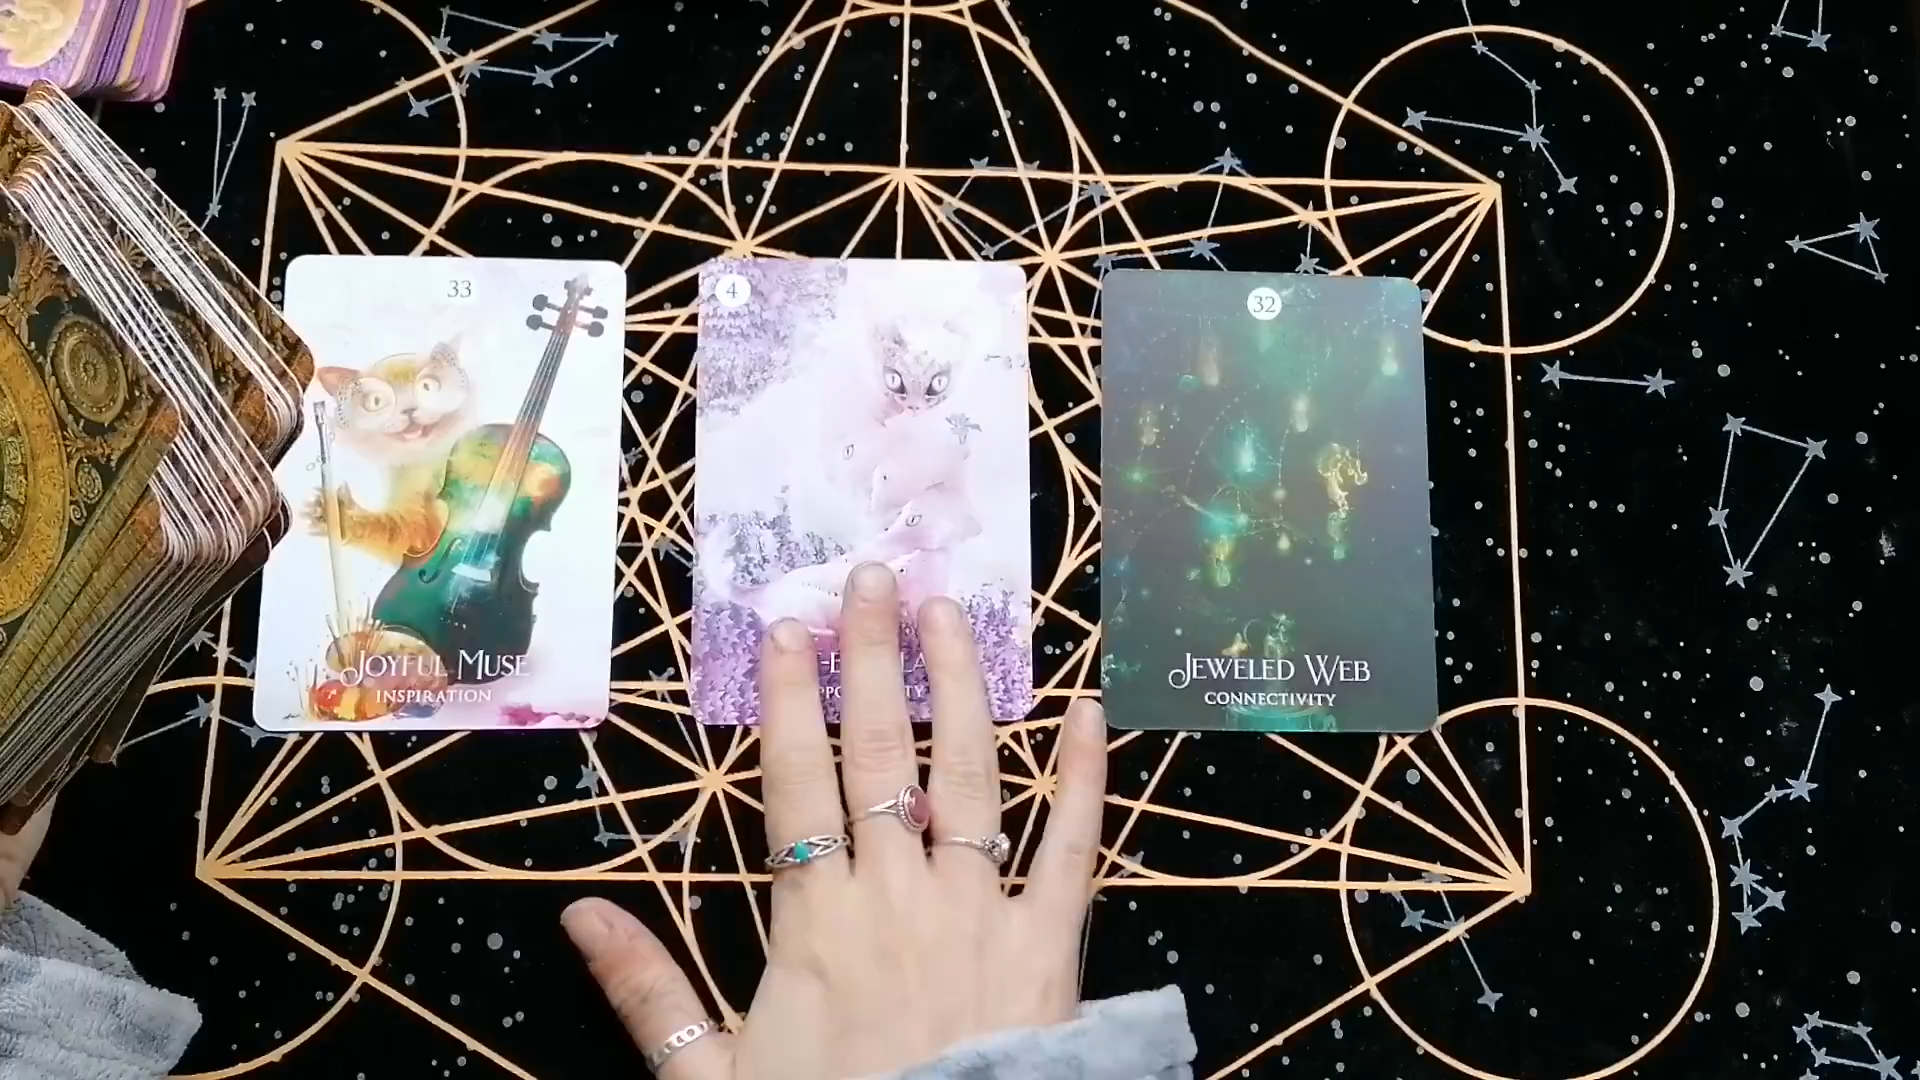 33
JOYFUL MUSE
INSPIRATION
4
32
JEWELED WEB
CONNECTIVITY